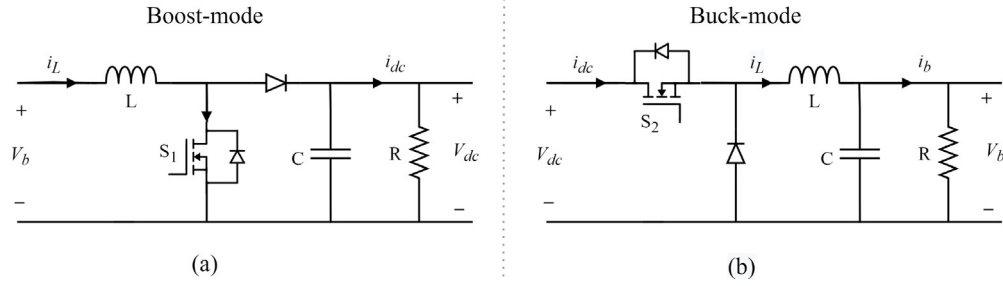 Boost-mode
i_L
L
i_dc
+
V_b
−
S_1
C
R
+
V_dc
−
(a)
Buck-mode
i_dc
S_2
i_L
L
i_b
+
V_dc
−
C
R
+
V_b
−
(b)